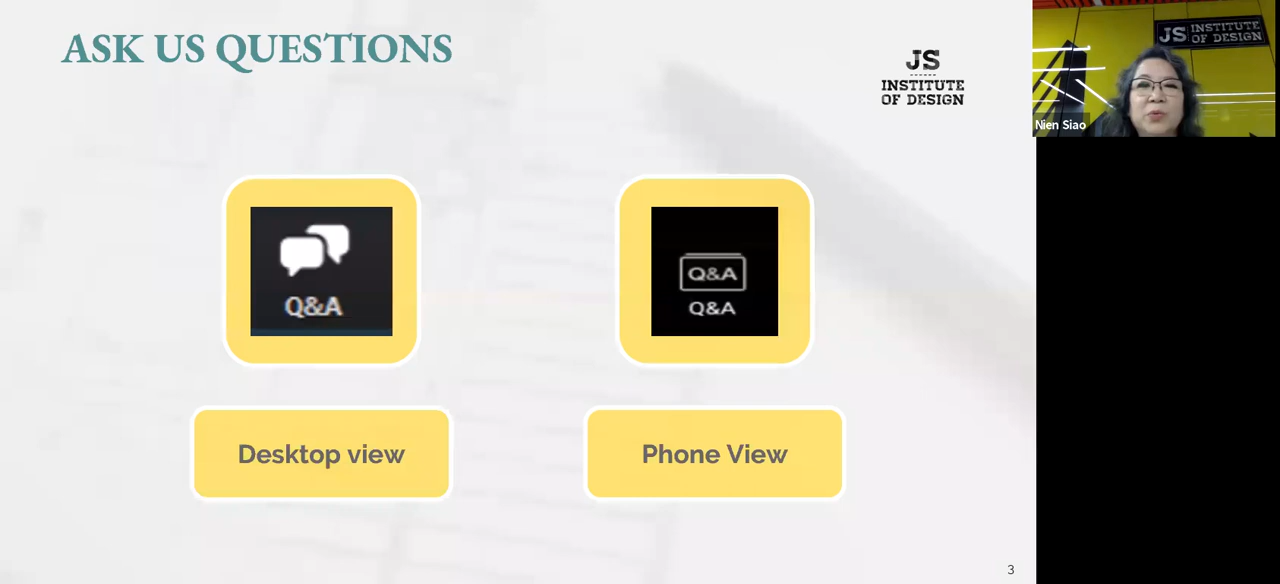 ASK US QUESTIONS
JS
INSTITUTE
OF DESIGN
JS INSTITUTE
OF DESIGN
Nien Siao
Q&A
Q&A
Q&A
Desktop view
Phone View
3